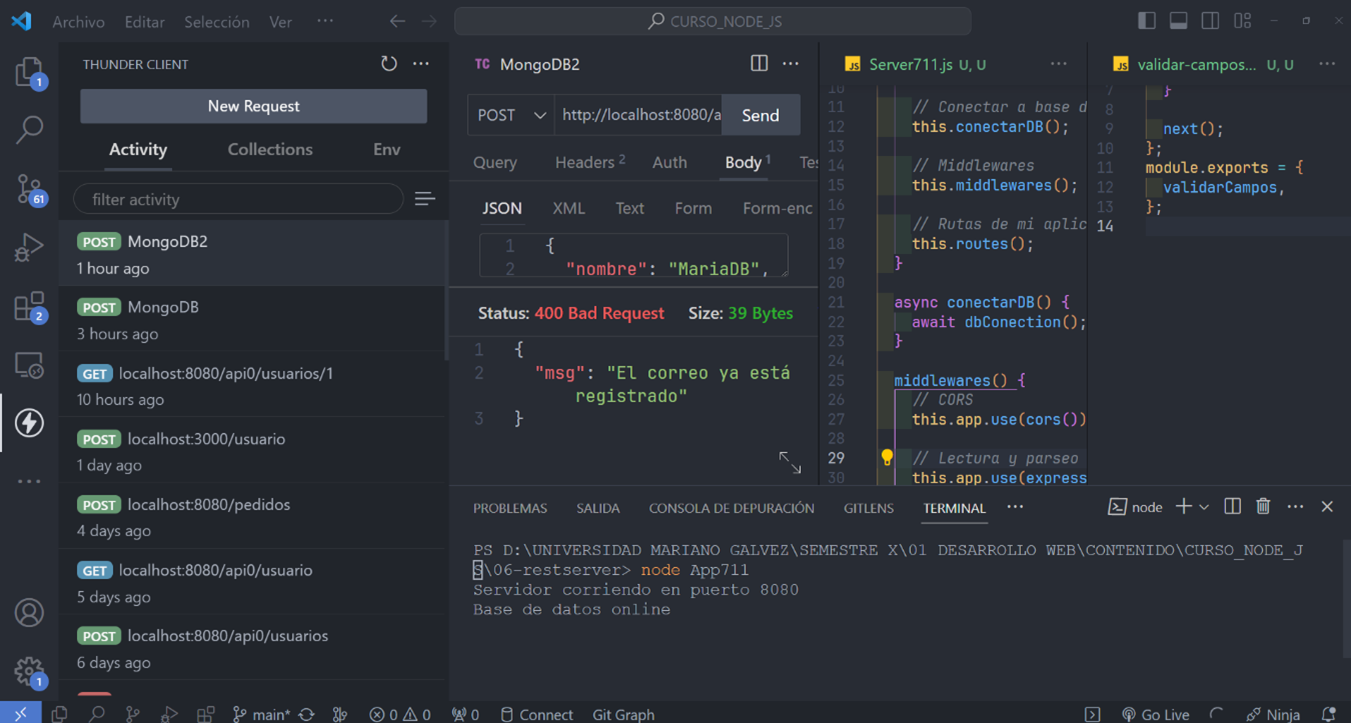 Archivo Editar Selección Ver ··· CURSO_NODE_JS
THUNDER CLIENT
New Request
Activity Collections Env
filter activity
POST MongoDB2
1 hour ago
POST MongoDB
3 hours ago
GET localhost:8080/api0/usuarios/1
10 hours ago
POST localhost:3000/usuario
1 day ago
POST localhost:8080/pedidos
4 days ago
GET localhost:8080/api0/usuario
5 days ago
POST localhost:8080/api0/usuarios
6 days ago
1
61
2
1
TC MongoDB2
POST http://localhost:8080/a Send
Query Headers 2 Auth Body 1 Tes
JSON XML Text Form Form-enc
1 {
2 "nombre": "MariaDB",
Status: 400 Bad Request Size: 39 Bytes
1 {
2 "msg": "El correo ya está
registrado"
3 }
JS Server711.js U, U
10
11 // Conectar a base d
12 this.conectarDB();
13
14 // Middlewares
15 this.middlewares();
16
17 // Rutas de mi aplic
18 this.routes();
19 }
20
21 async conectarDB() {
22 await dbConection();
23 }
24
25 middlewares() {
26 // CORS
27 this.app.use(cors())
28
29 // Lectura y parseo
30 this.app.use(express
JS validar-campos... U, U
7 }
8
9 next();
10 };
11 module.exports = {
12 validarCampos,
13 };
14
PROBLEMAS SALIDA CONSOLA DE DEPURACIÓN GITLENS TERMINAL ··· node
PS D:\UNIVERSIDAD MARIANO GALVEZ\SEMESTRE X\01 DESARROLLO WEB\CONTENIDO\CURSO_NODE_J
S\06-restserver> node App711
Servidor corriendo en puerto 8080
Base de datos online
main* 0 0 0 Connect Git Graph Go Live Ninja